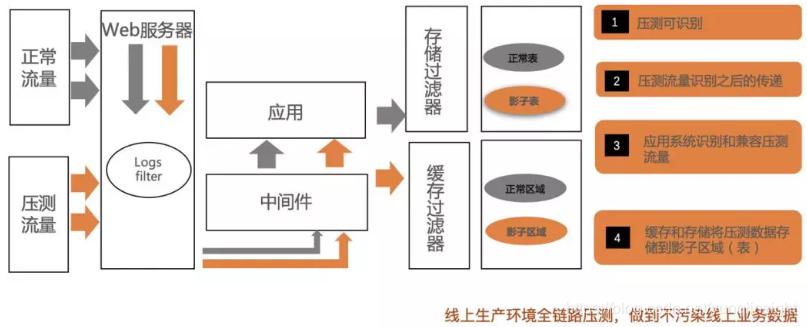 正常
流量
压测
流量
Web服务器
Logs
filter
应用
中间件
存储过滤器
缓存过滤器
正常表
影子表
正常区域
影子区域
1 压测可识别
2 压测流量识别之后的传递
3 应用系统识别和兼容压测
流量
4 缓存和存储将压测数据存
储到影子区域（表）
线上生产环境全链路压测，做到不污染线上业务数据